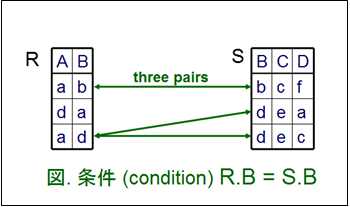 R
A B
a b
d a
a d
three pairs
S
B C D
b c f
d e a
d e c
図. 条件 (condition) R.B = S.B